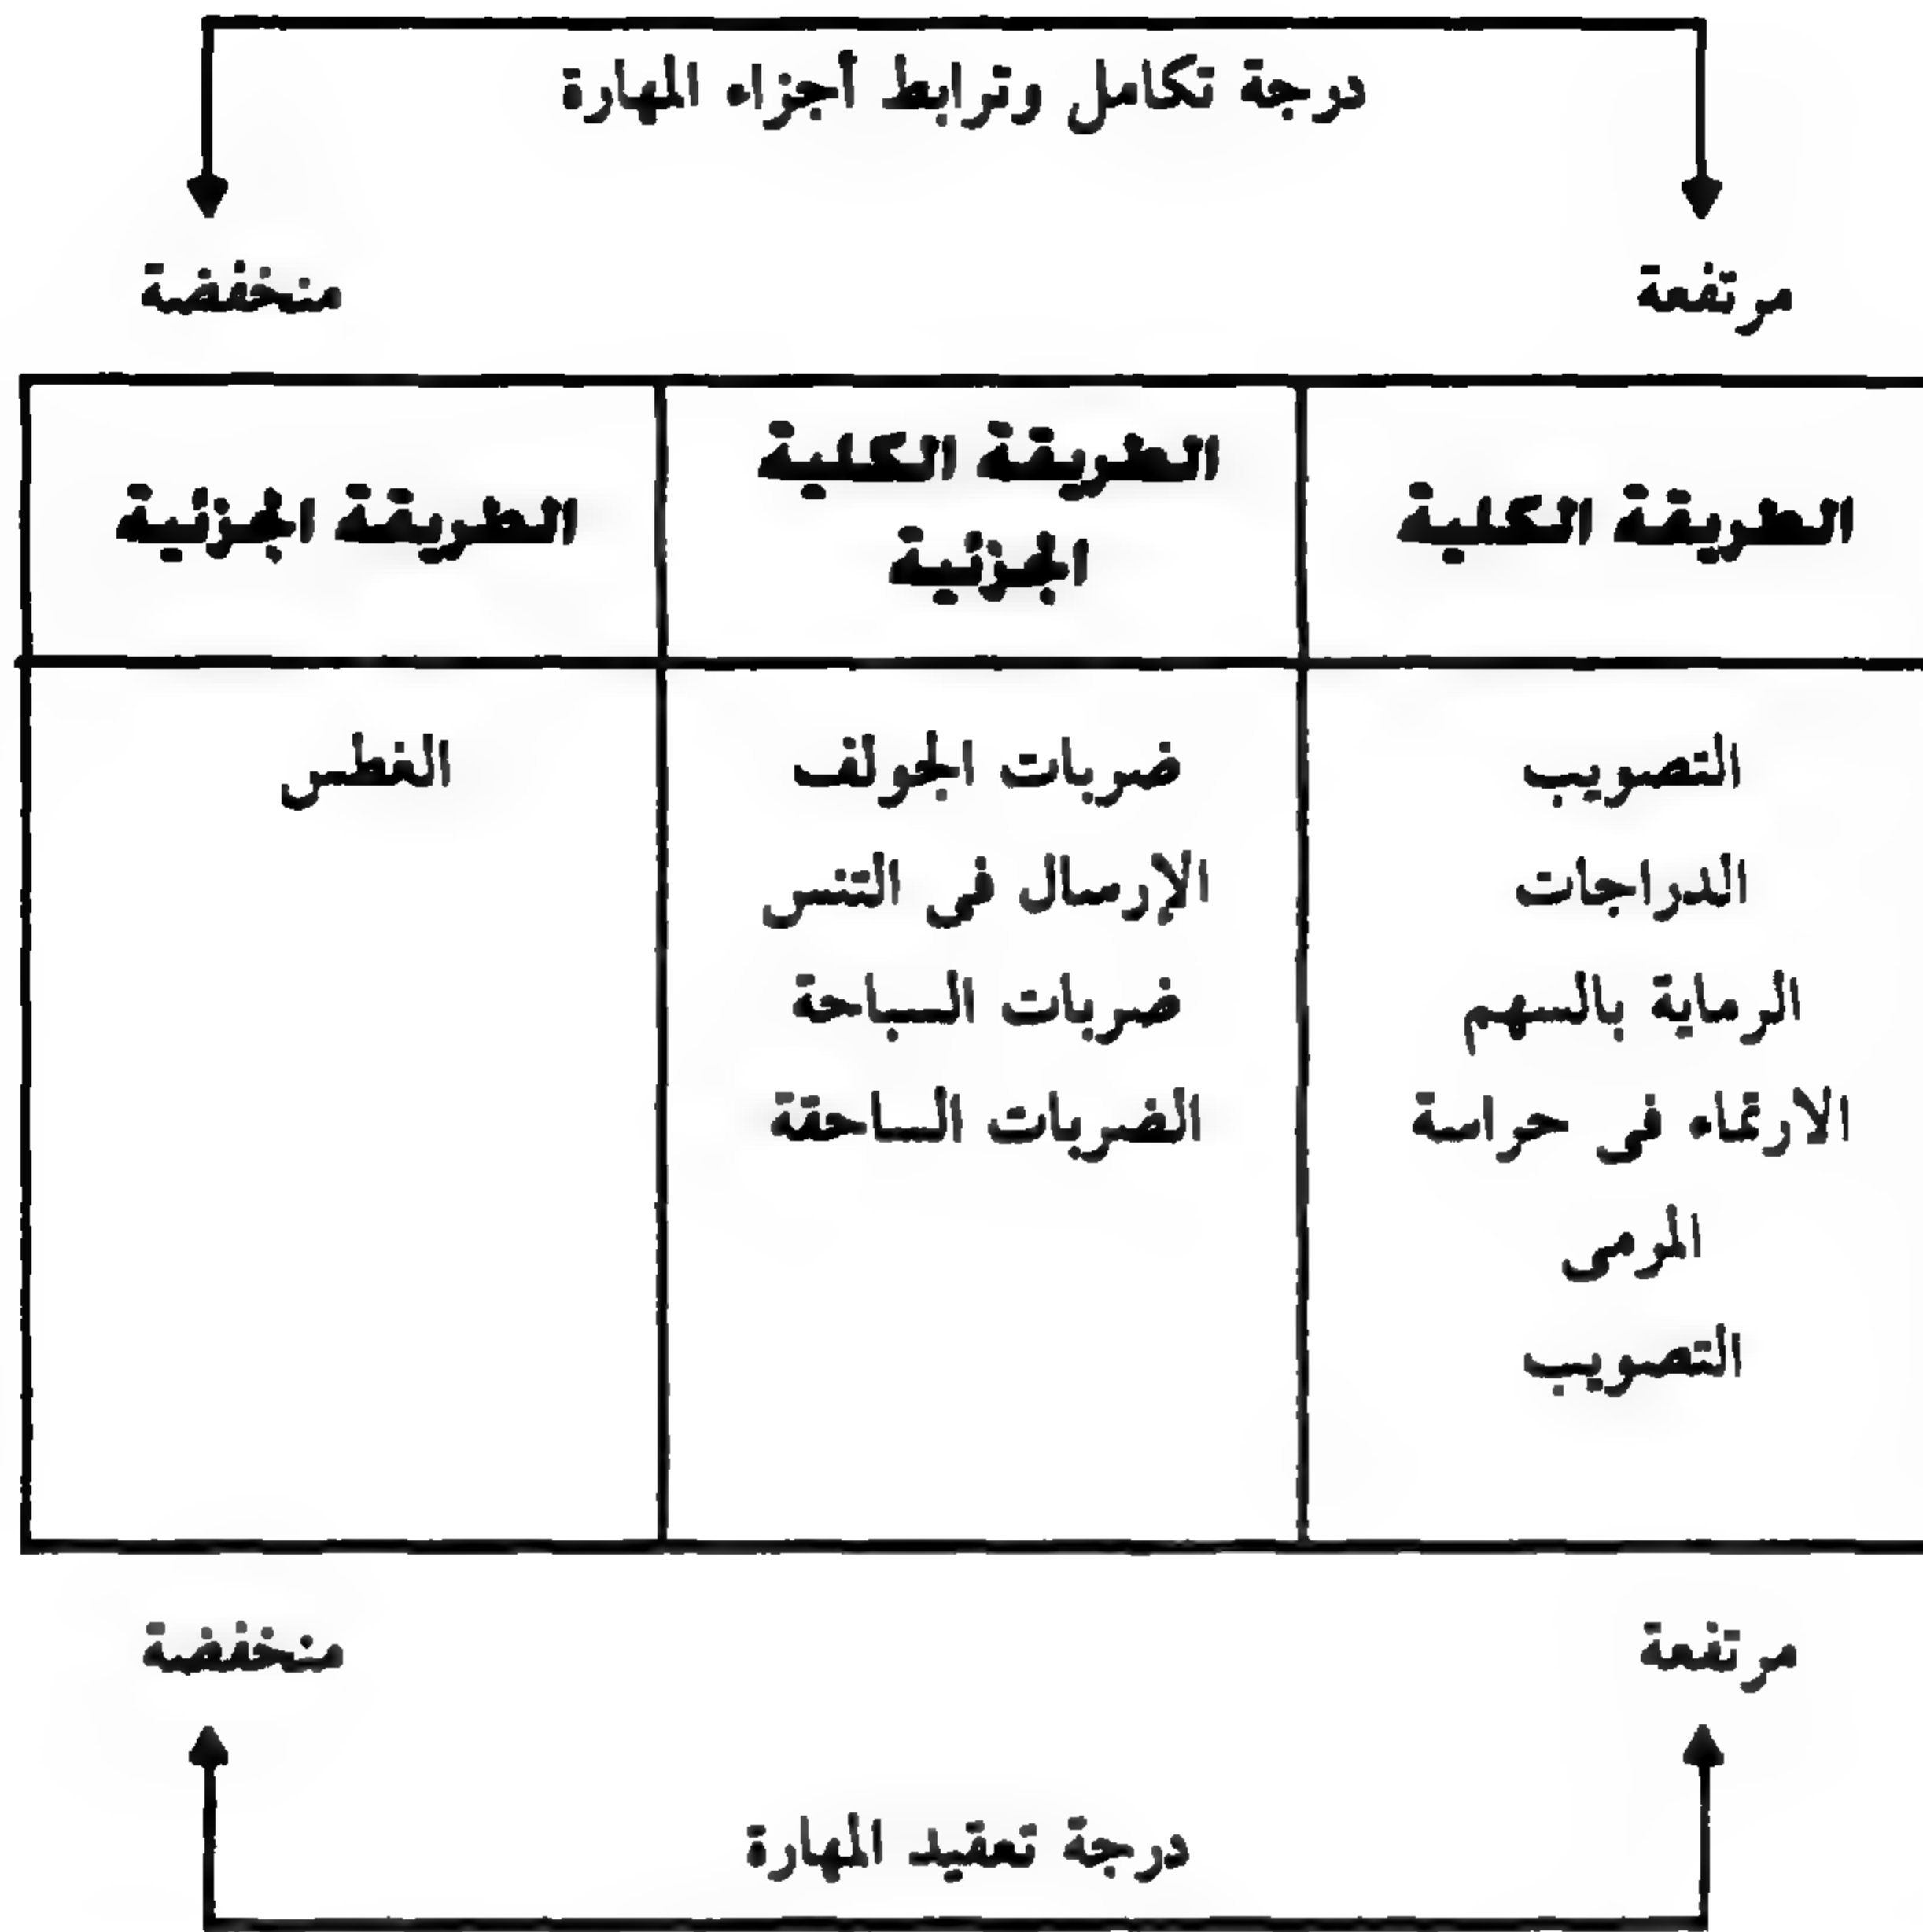 درجة تكامل وترابط أجزاء المهارة
مرتفعة
منخفضة
الطريقة الكلية
الطريقة الكلية
الجزئية
الطريقة الجزئية
التصويب
الدراجات
الرماية بالسهم
الارتماء فى حراسة
المرمى
التصويب
ضربات الجولف
الإرسال فى التنس
ضربات السباحة
الضربات الساحقة
الغطس
مرتفعة
منخفضة
درجة تعقيد المهارة